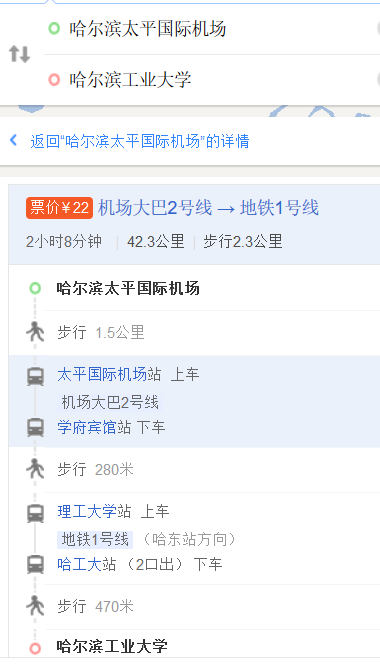 哈尔滨太平国际机场
哈尔滨工业大学
返回“哈尔滨太平国际机场”的详情
票价￥22 机场大巴2号线 → 地铁1号线
2小时8分钟 | 42.3公里 | 步行2.3公里
哈尔滨太平国际机场
步行 1.5公里
太平国际机场站 上车
机场大巴2号线
学府宾馆站 下车
步行 280米
理工大学站 上车
地铁1号线 （哈东站方向）
哈工大站 （2口出） 下车
步行 470米
哈尔滨工业大学